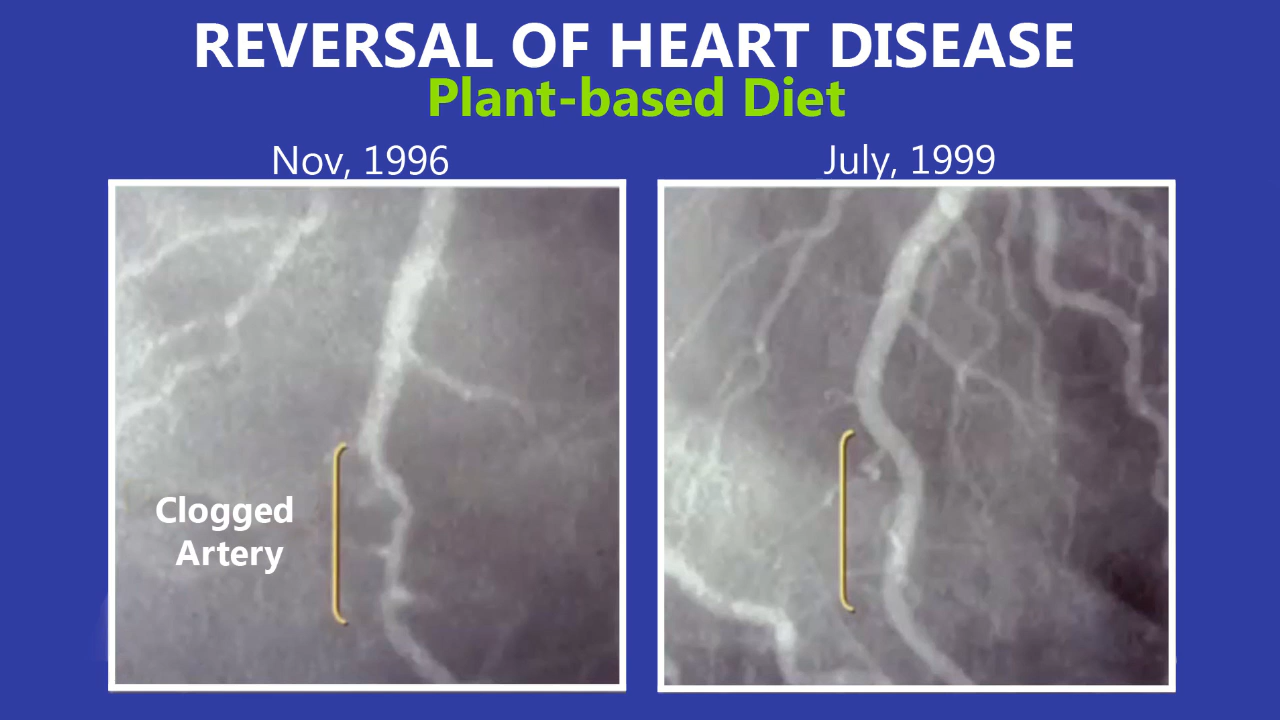 REVERSAL OF HEART DISEASE
Plant-based Diet
Nov, 1996
July, 1999
Clogged
Artery